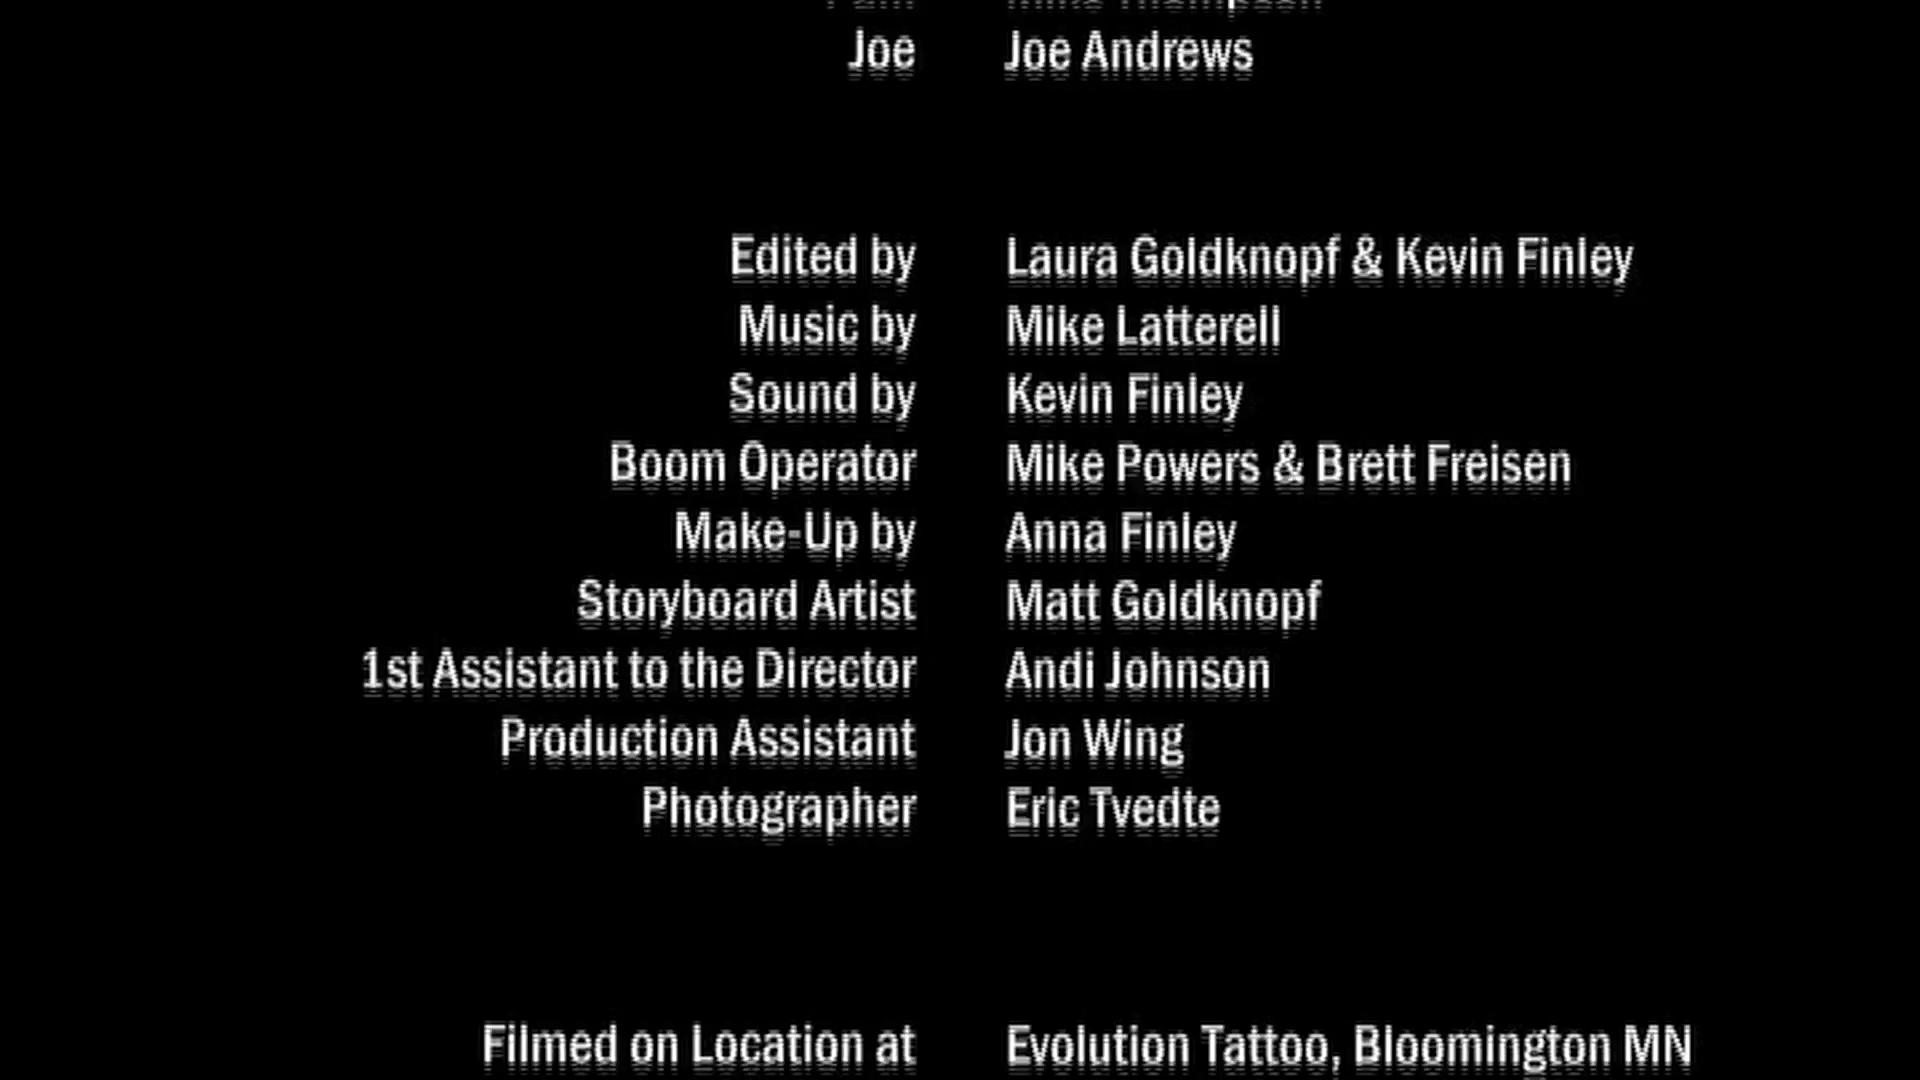 Joe Joe Andrews
Edited by Laura Goldknopf & Kevin Finley
Music by Mike Latterell
Sound by Kevin Finley
Boom Operator Mike Powers & Brett Freisen
Make-Up by Anna Finley
Storyboard Artist Matt Goldknopf
1st Assistant to the Director Andi Johnson
Production Assistant Jon Wing
Photographer Eric Tvedte
Filmed on Location at Evolution Tattoo, Bloomington MN